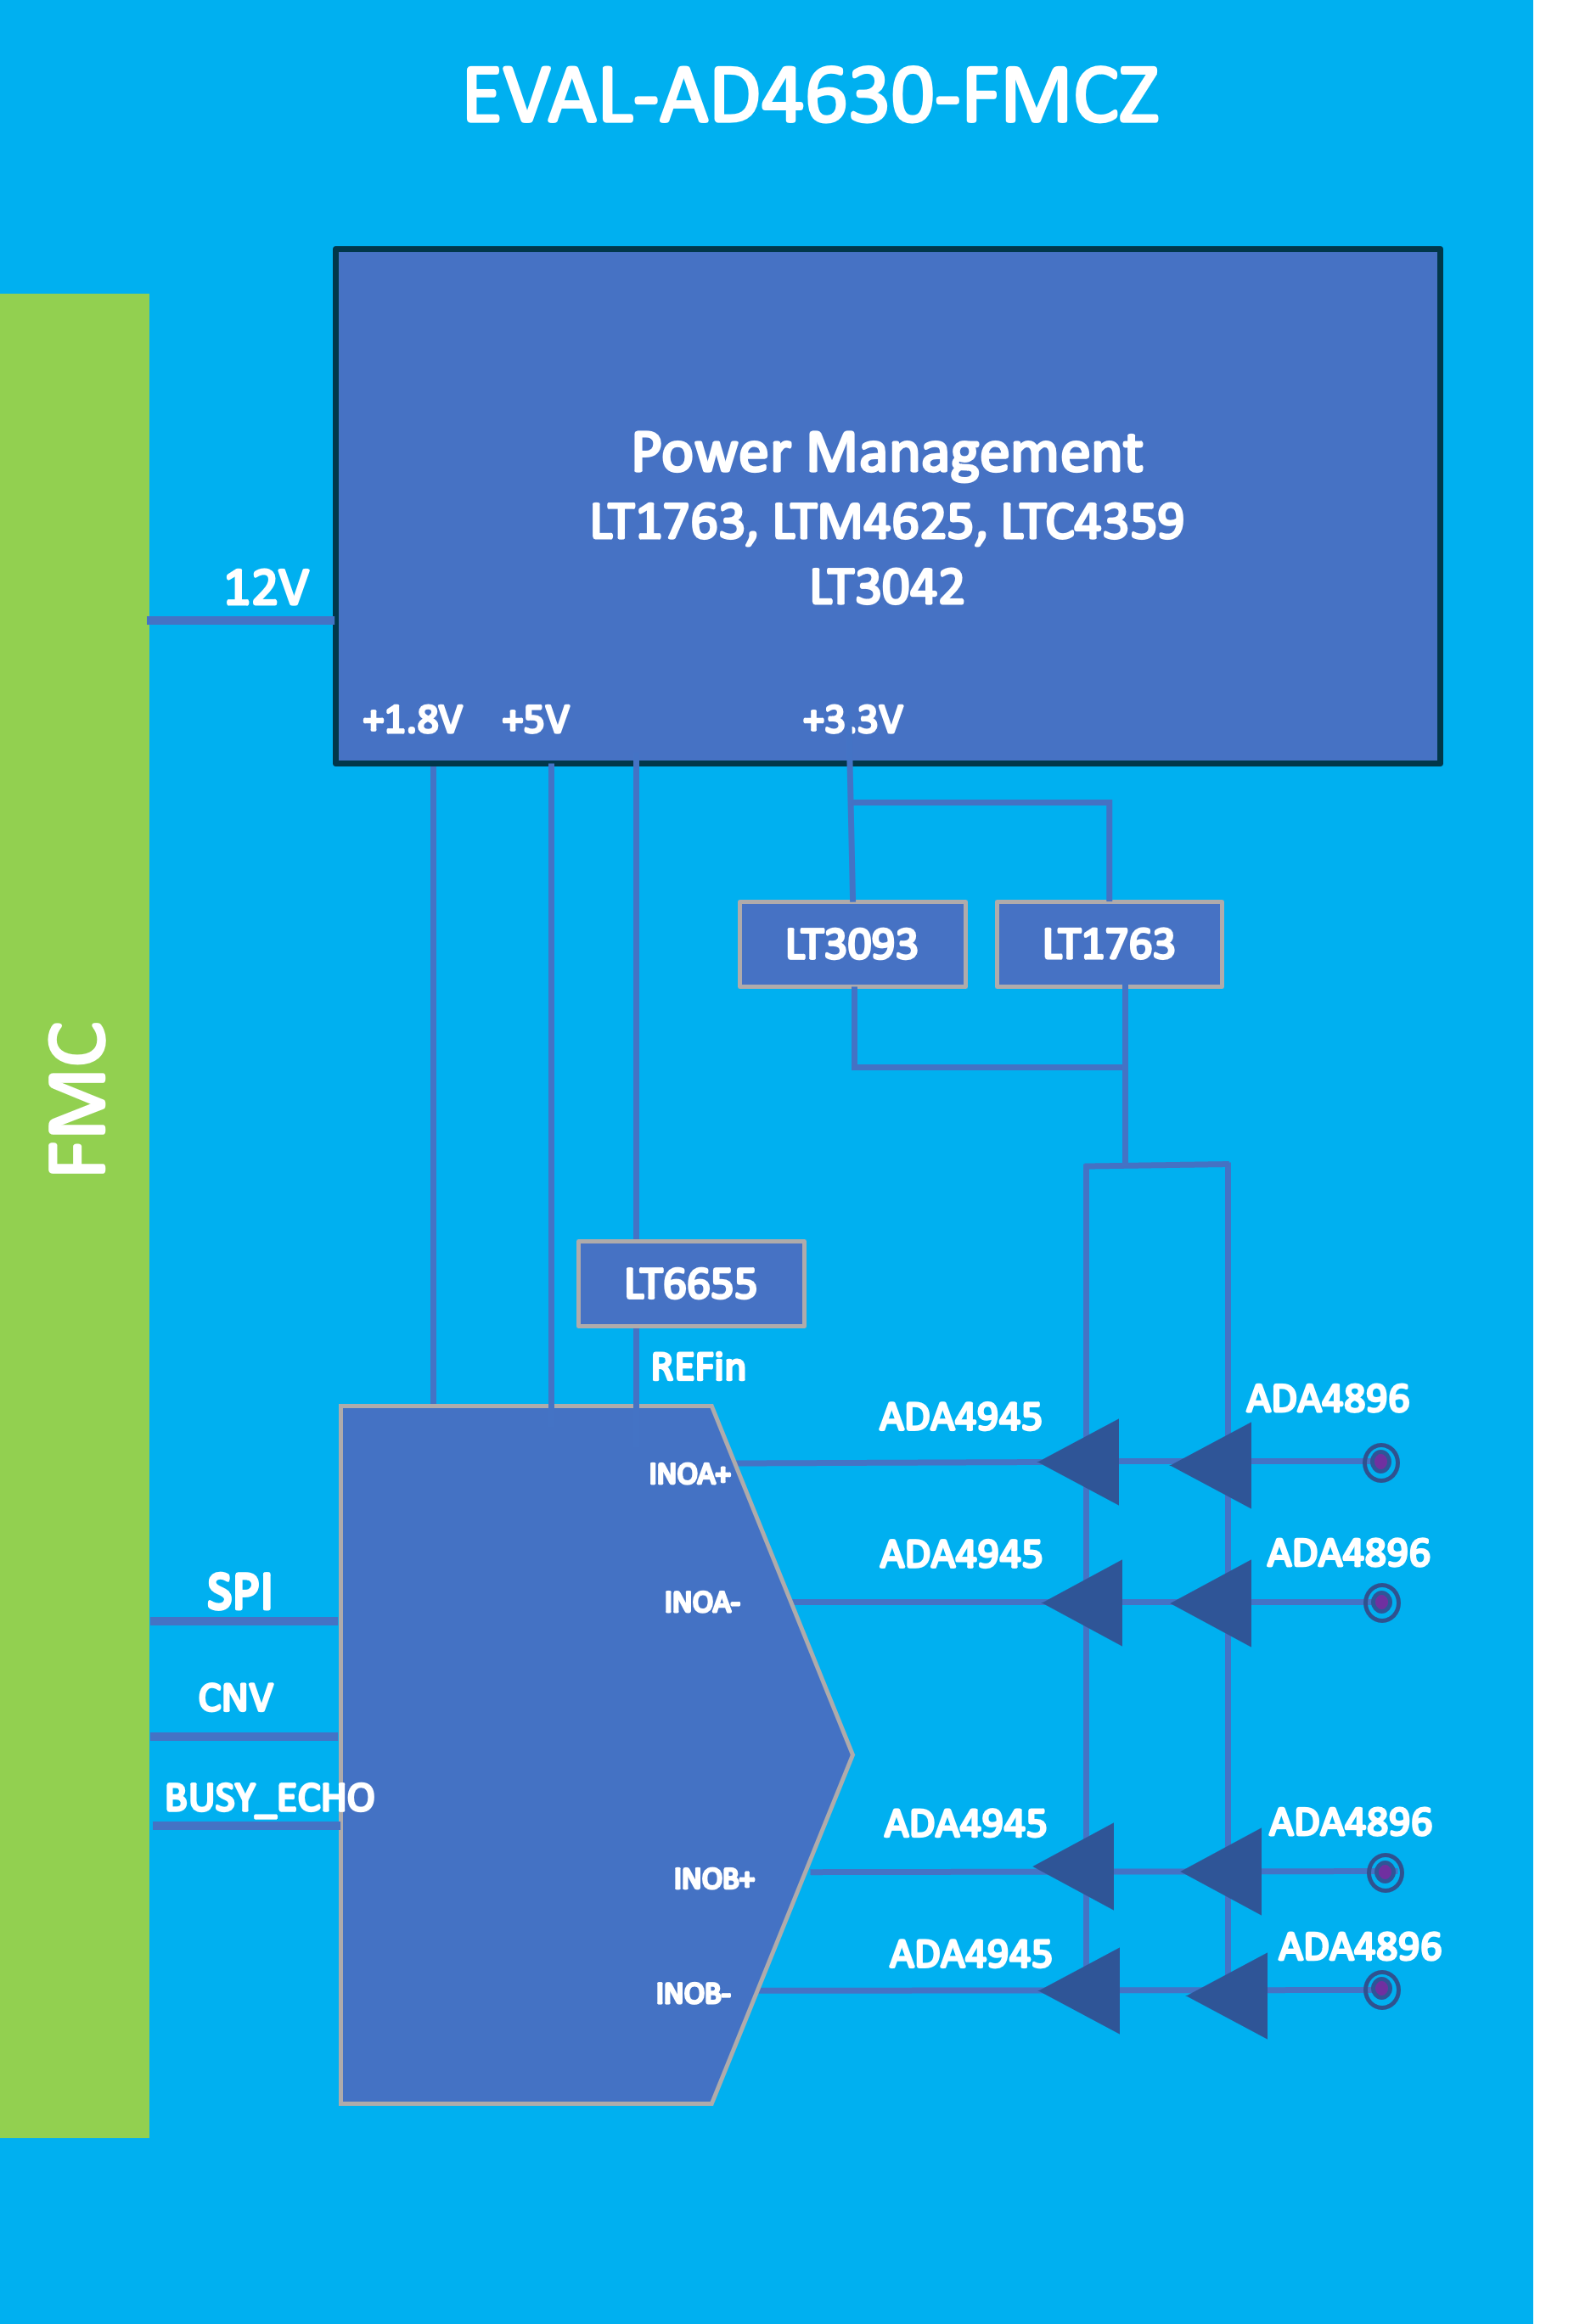 EVAL-AD4630-FMCZ
Power Management
LT1763, LTM4625, LTC4359
LT3042
12V
+1.8V
+5V
+3.3V
LT3093
LT1763
FMC
LT6655
REFin
ADA4945
ADA4896
INOA+
ADA4945
ADA4896
INOA-
SPI
CNV
BUSY_ECHO
ADA4945
ADA4896
INOB+
ADA4945
ADA4896
INOB-